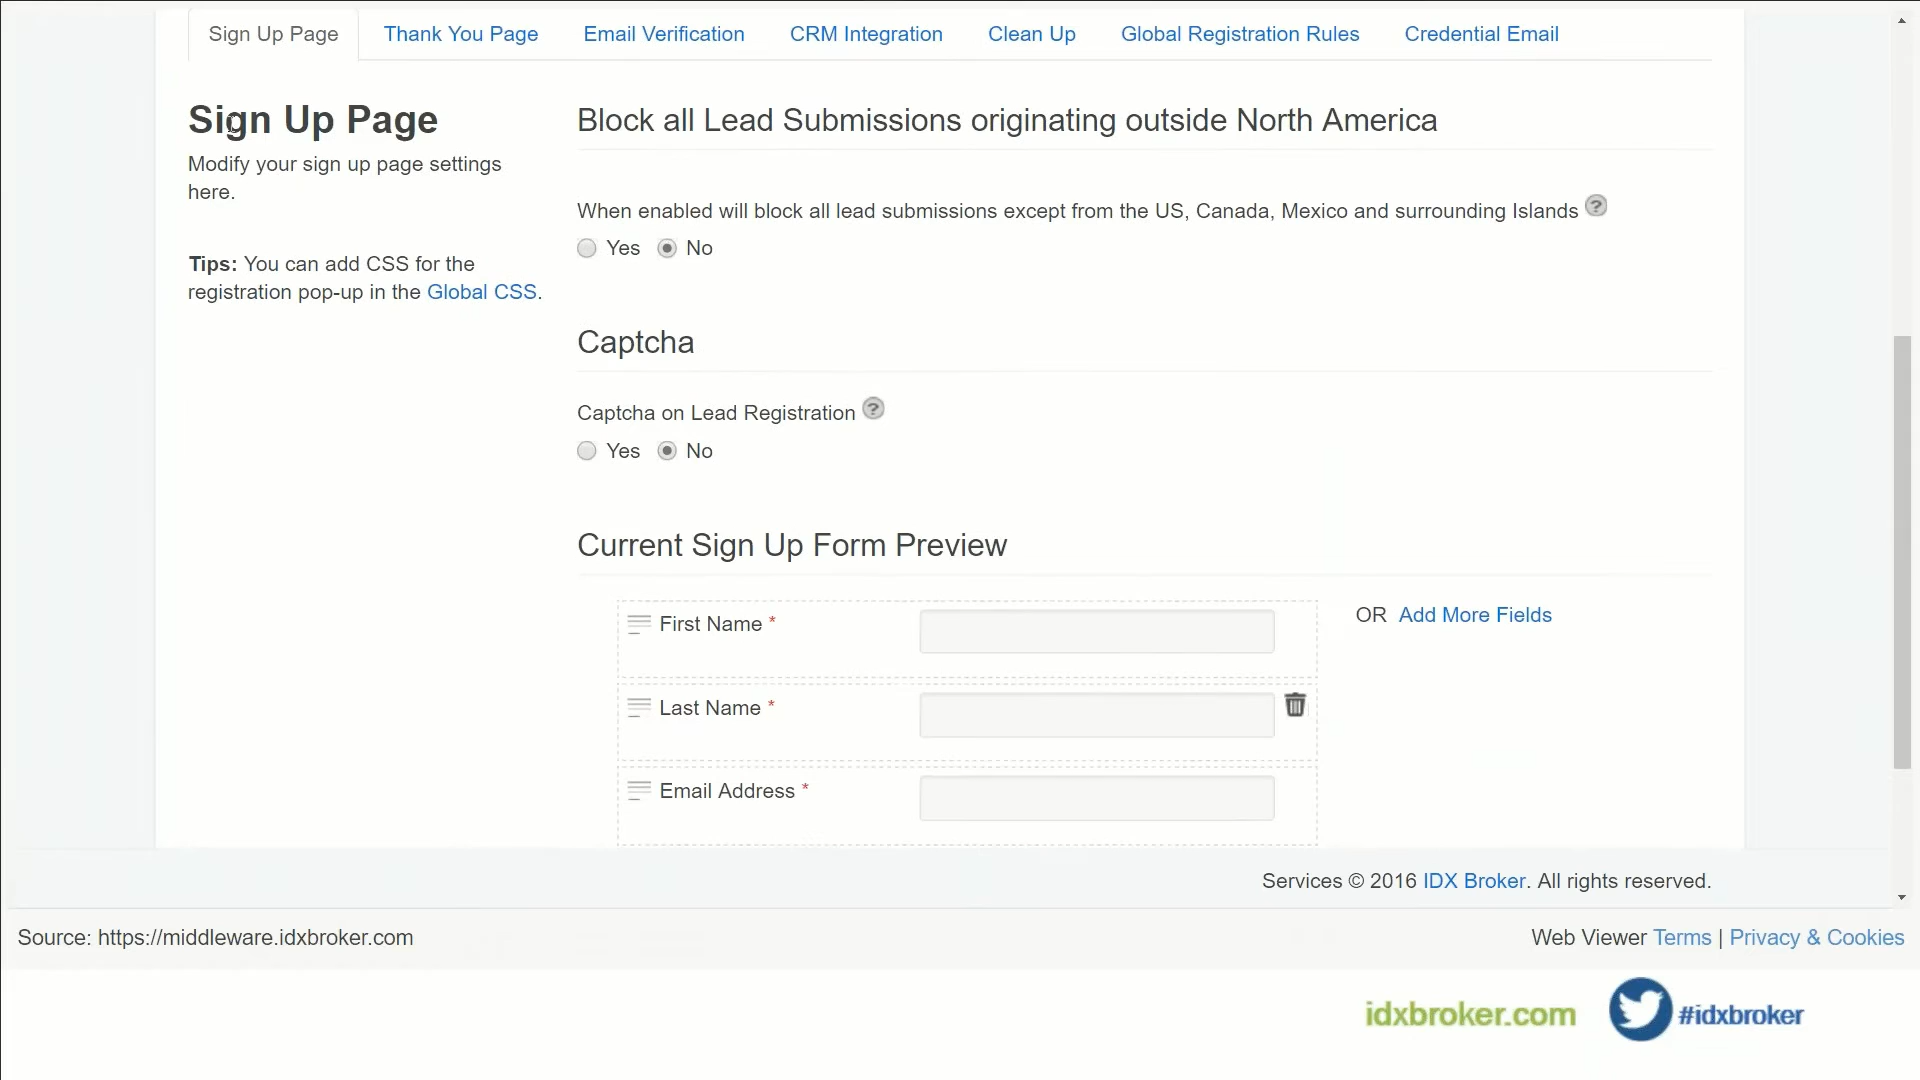 Sign Up Page Thank You Page Email Verification CRM Integration Clean Up Global Registration Rules Credential Email
Sign Up Page
Modify your sign up page settings
here.
Tips: You can add CSS for the
registration pop-up in the Global CSS.
Block all Lead Submissions originating outside North America
When enabled will block all lead submissions except from the US, Canada, Mexico and surrounding Islands ?
Yes No
Captcha
Captcha on Lead Registration ?
Yes No
Current Sign Up Form Preview
First Name *
OR Add More Fields
Last Name *
Email Address *
Services © 2016 IDX Broker. All rights reserved.
Source: https://middleware.idxbroker.com
Web Viewer Terms | Privacy & Cookies
idxbroker.com #idxbroker